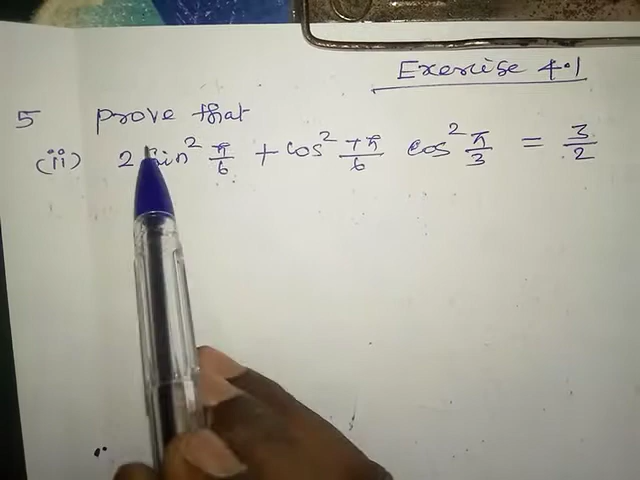 Exercise 4.1
5 prove that
(ii) 2 sin² π/6 + cos² 7π/6 cos² π/3 = 3/2